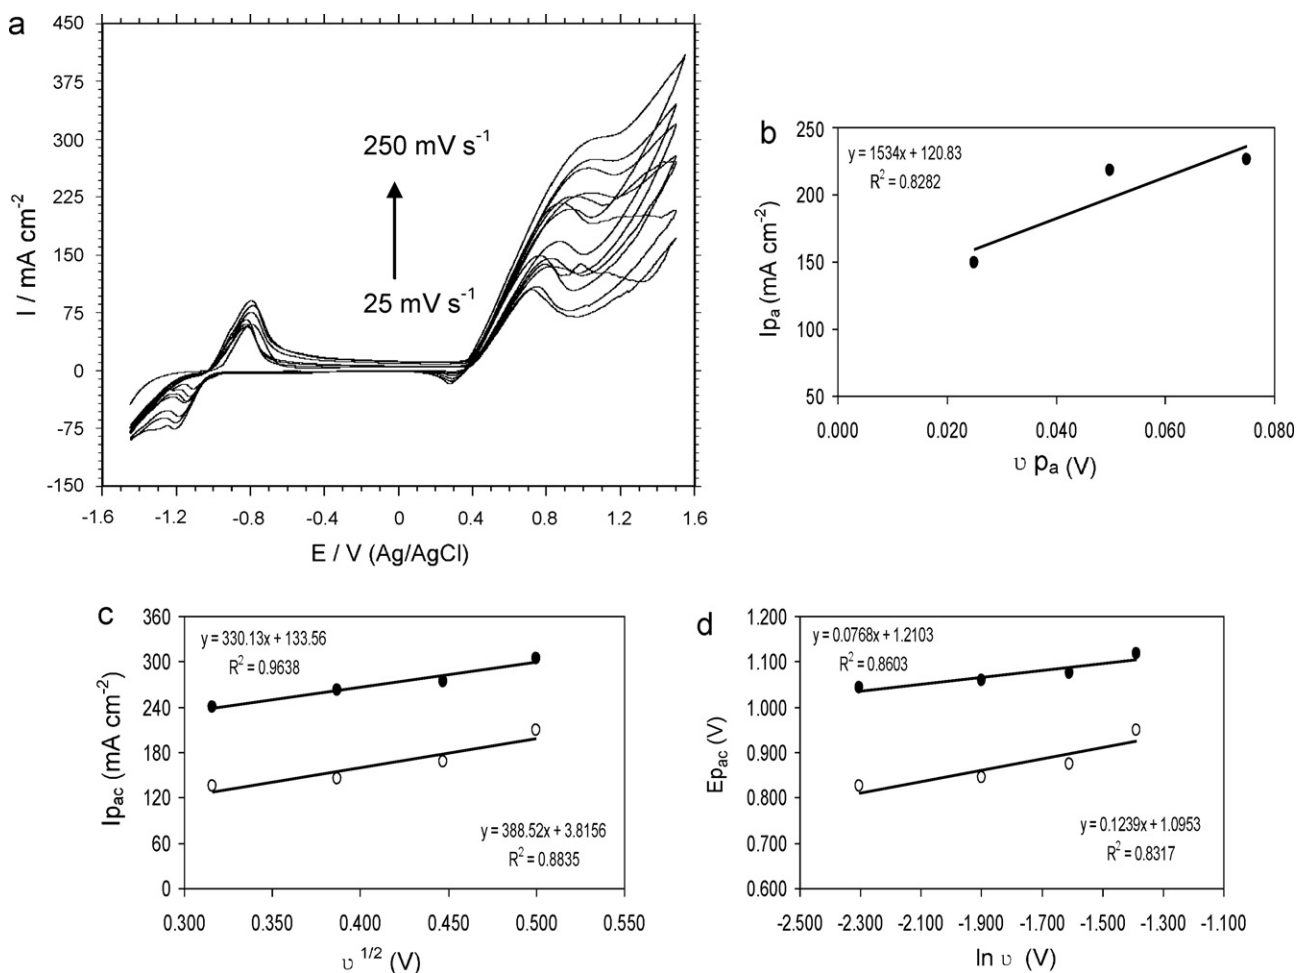 a
450
375
300
225
150
75
0
-75
-150
I / mA cm⁻²
250 mV s⁻¹
25 mV s⁻¹
-1.6 -1.2 -0.8 -0.4 0 0.4 0.8 1.2 1.6
E / V (Ag/AgCl)
b
250
200
150
100
50
Ipₐ (mA cm⁻²)
y = 1534x + 120.83
R² = 0.8282
0.000 0.020 0.040 0.060 0.080
υ pₐ (V)
c
360
300
240
180
120
60
0
Ip_ac (mA cm⁻²)
y = 330.13x + 133.56
R² = 0.9638
y = 388.52x + 3.8156
R² = 0.8835
0.300 0.350 0.400 0.450 0.500 0.550
υ ¹/² (V)
d
1.200
1.100
1.000
0.900
0.800
0.700
0.600
Ep_ac (V)
y = 0.0768x + 1.2103
R² = 0.8603
y = 0.1239x + 1.0953
R² = 0.8317
-2.500 -2.300 -2.100 -1.900 -1.700 -1.500 -1.300 -1.100
ln υ (V)